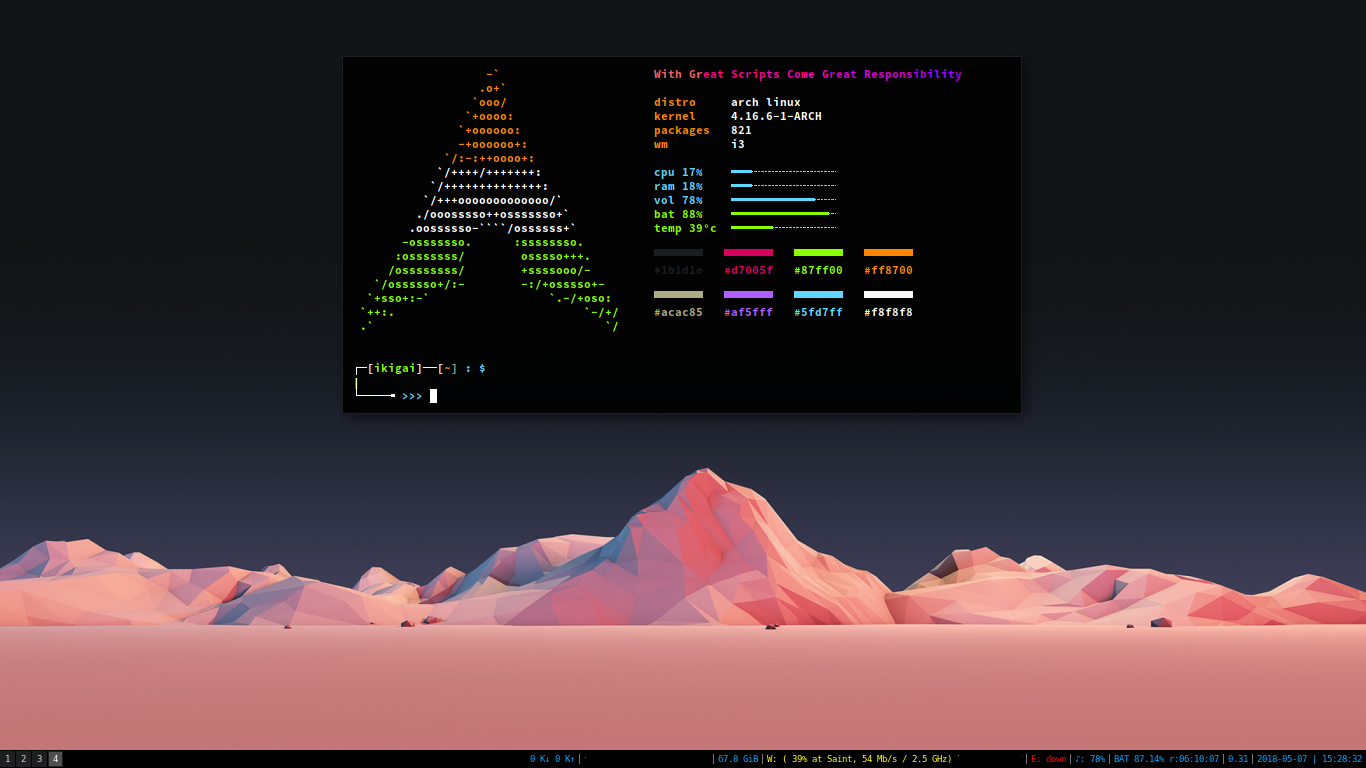 -`
.o+`
`ooo/
`+oooo:
`+oooooo:
-+oooooo+:
`/:-:++oooo+:
`/++++/+++++++:
`/++++++++++++++:
`/+++ooooooooooooo/`
./ooosssso++osssssso+`
.oossssso-````/ossssss+`
-osssssso.      :ssssssso.
:osssssss/        osssso+++.
/ossssssss/        +ssssooo/-
`/ossssso+/:-        -:/+osssso+-
`+sso+:-`                 `.-/+oso:
`++:.                           `-/+/
.`                                 `/
With Great Scripts Come Great Responsibility
distro arch linux
kernel 4.16.6-1-ARCH
packages 821
wm i3
cpu 17%
ram 18%
vol 78%
bat 88%
temp 39°c
#1b1d1e #d7005f #87ff00 #ff8700
#acac85 #af5fff #5fd7ff #f8f8f8
┌─[ikigai]──[~] : $
└─────╸ >>>
1 2 3 4 0 K↓ 0 K↑ | 67.8 GiB | W: ( 39% at Saint, 54 Mb/s / 2.5 GHz) | E: down | ♪: 78% | BAT 87.14% r:06:10:07 | 0.31 | 2018-05-07 | 15:28:32